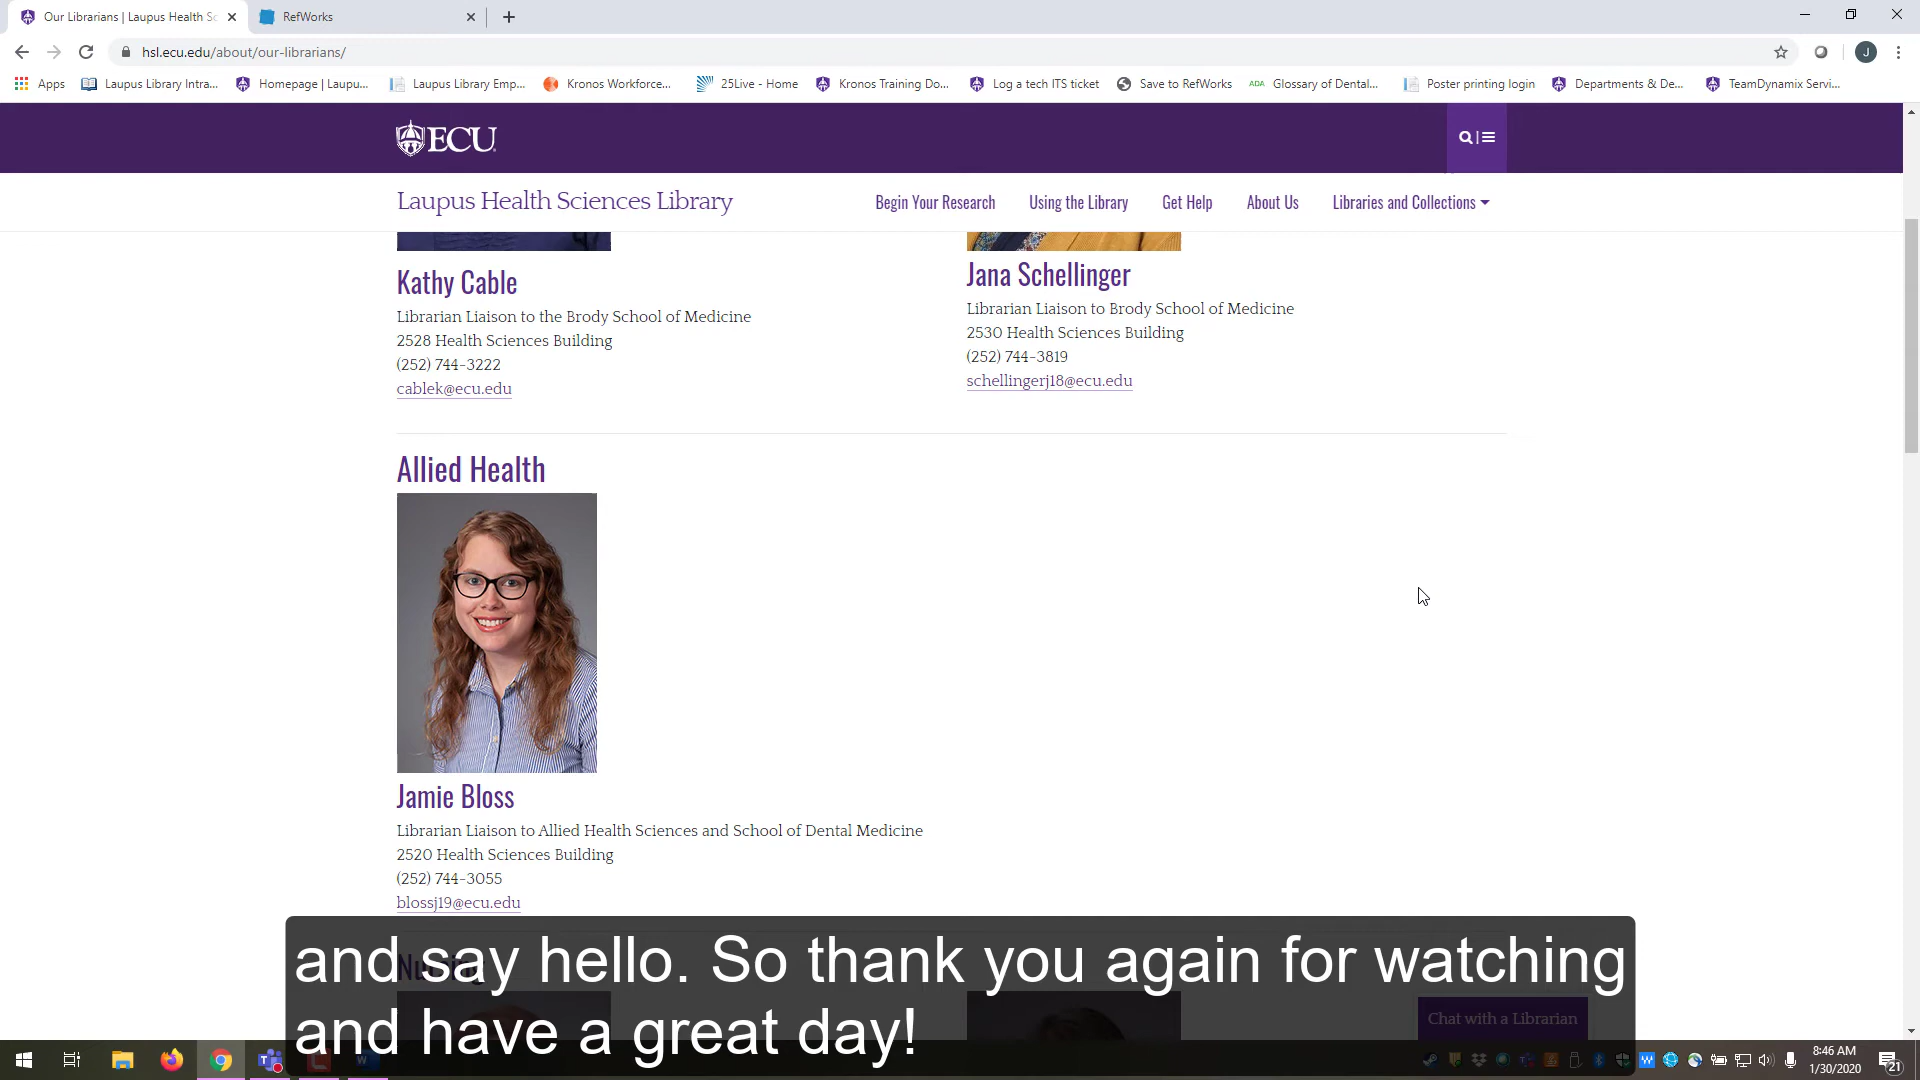 Our Librarians | Laupus Health Sc
RefWorks
hsl.ecu.edu/about/our-librarians/
J
Apps
Laupus Library Intra...
Homepage | Laupu...
Laupus Library Emp...
Kronos Workforce...
25Live - Home
Kronos Training Do...
Log a tech ITS ticket
Save to RefWorks
ADA Glossary of Dental...
Poster printing login
Departments & De...
TeamDynamix Servi...
ECU
Laupus Health Sciences Library
Begin Your Research
Using the Library
Get Help
About Us
Libraries and Collections
Kathy Cable
Librarian Liaison to the Brody School of Medicine
2528 Health Sciences Building
(252) 744-3222
cablek@ecu.edu
Jana Schellinger
Librarian Liaison to Brody School of Medicine
2530 Health Sciences Building
(252) 744-3819
schellingerj18@ecu.edu
Allied Health
Jamie Bloss
Librarian Liaison to Allied Health Sciences and School of Dental Medicine
2520 Health Sciences Building
(252) 744-3055
blossj19@ecu.edu
Nursing
and say hello. So thank you again for watching
and have a great day!
Chat with a Librarian
8:46 AM
1/30/2020
21